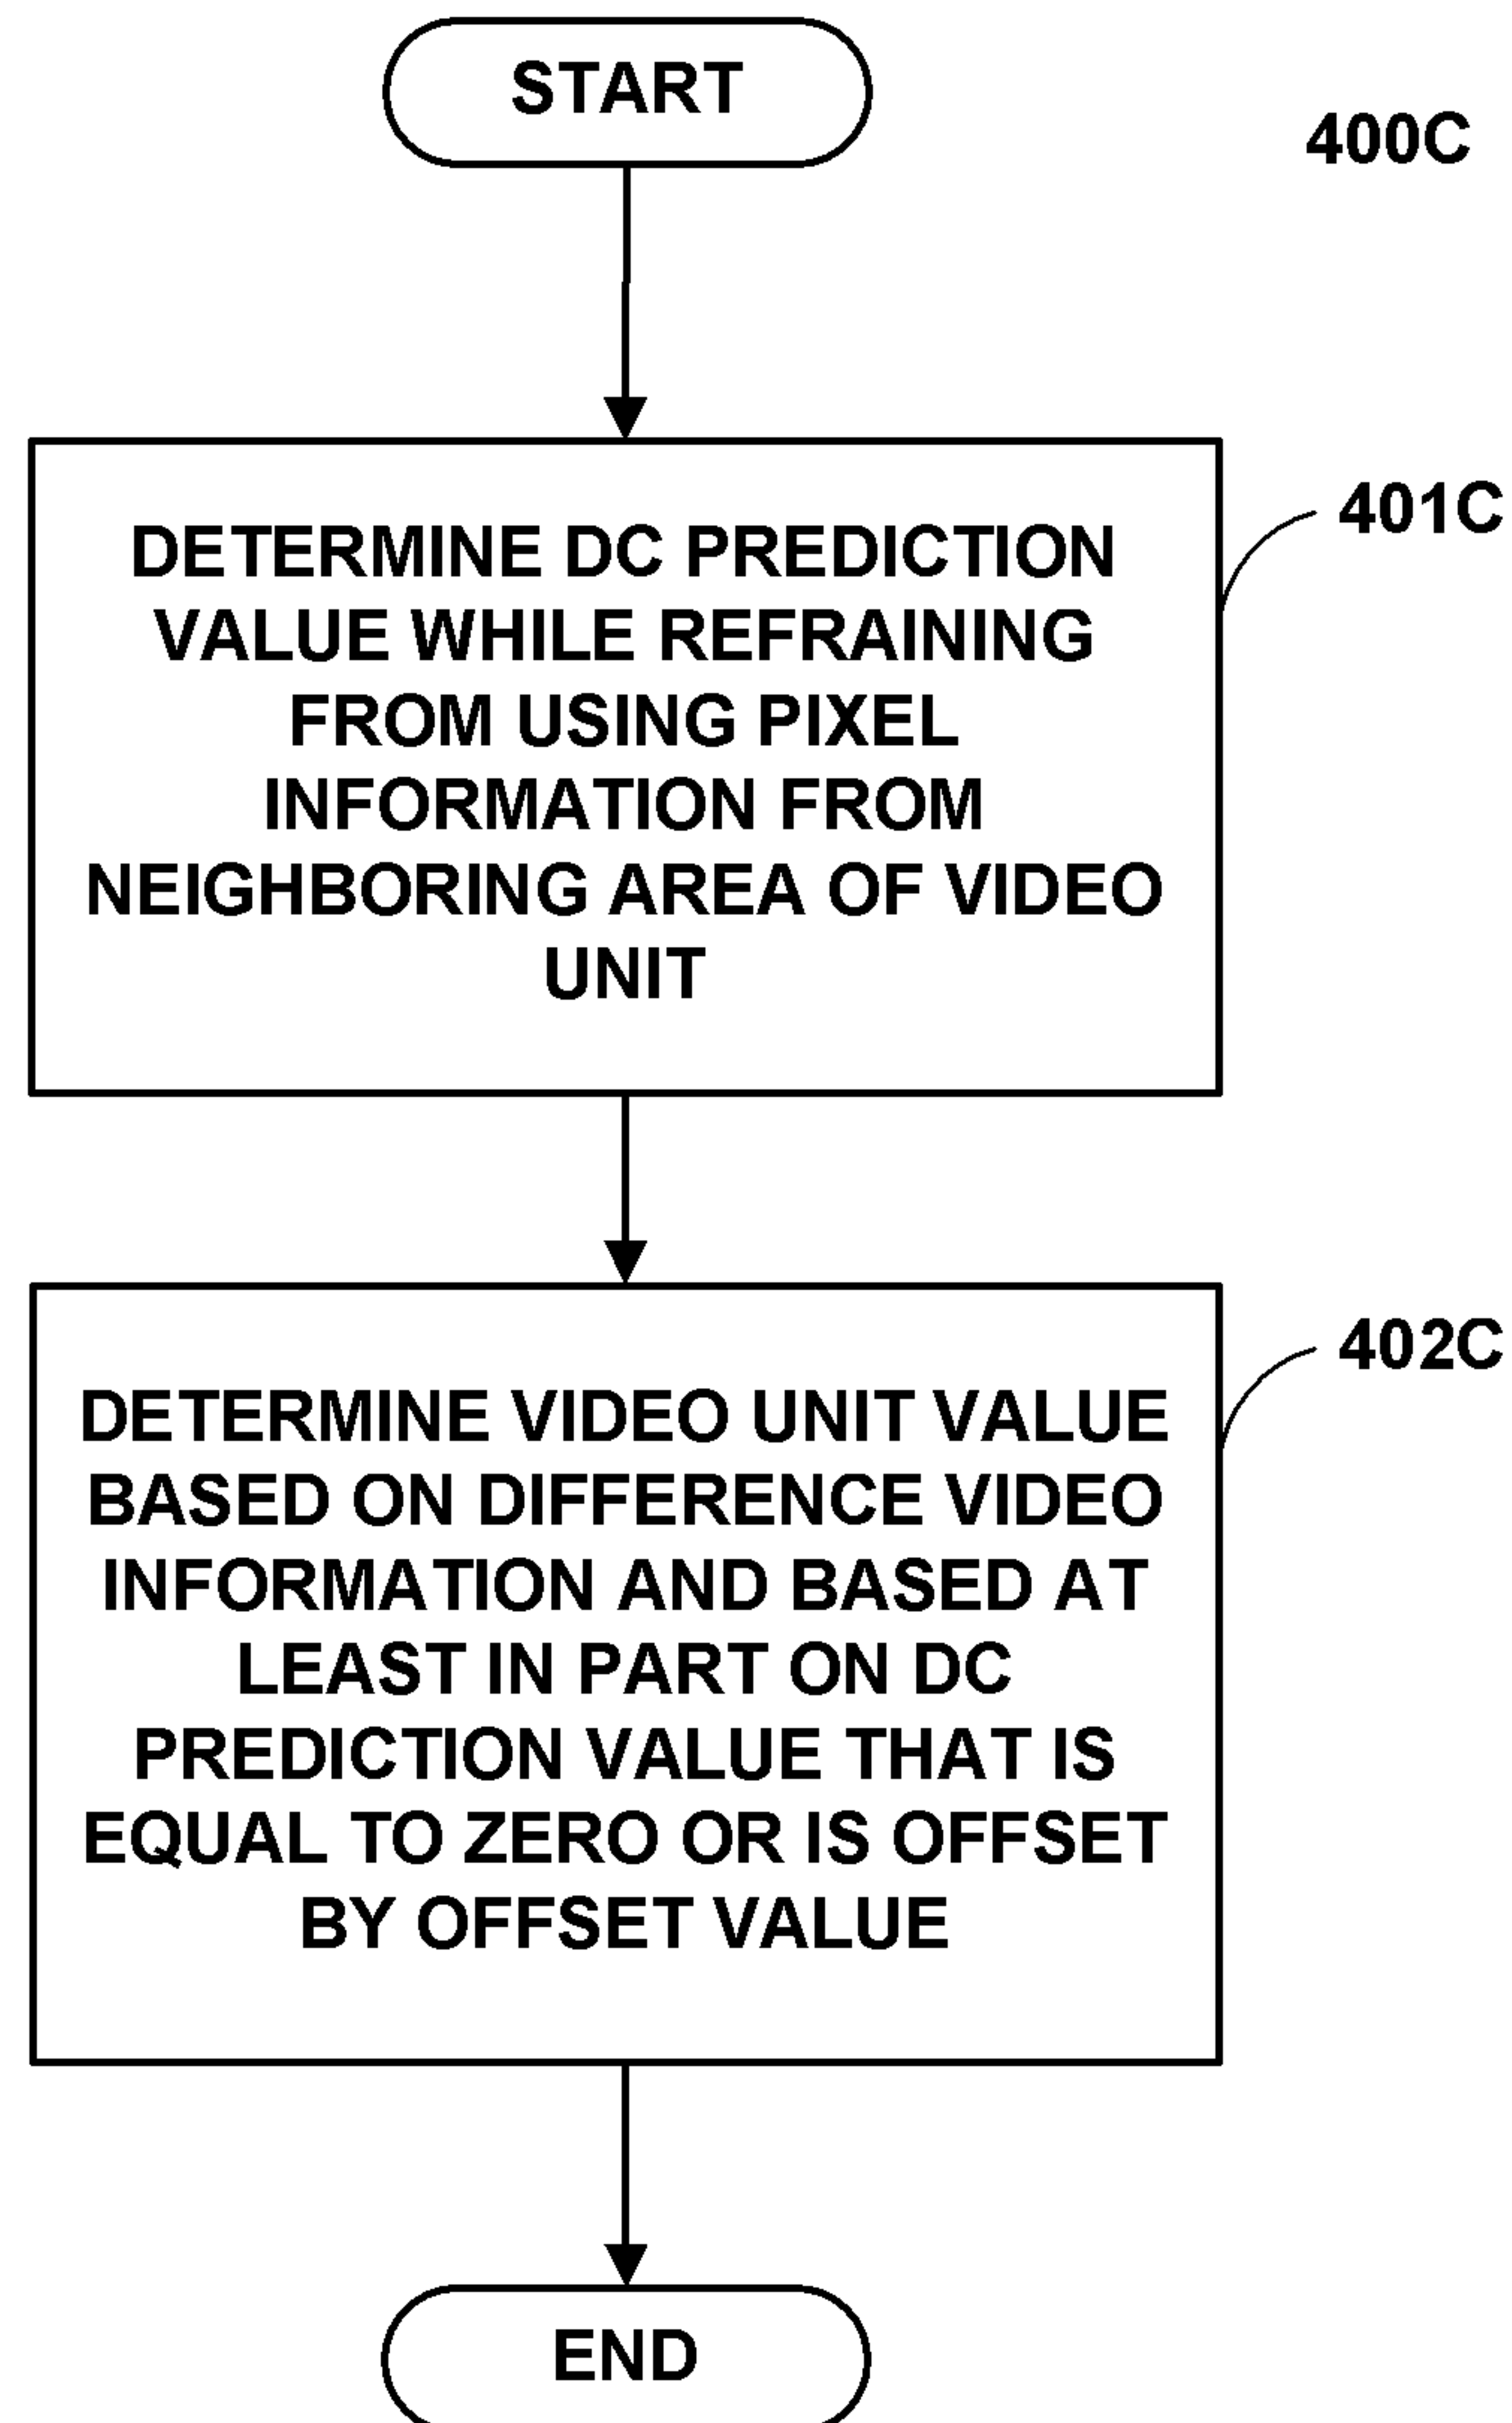 START
400C
401C
DETERMINE DC PREDICTION
VALUE WHILE REFRAINING
FROM USING PIXEL
INFORMATION FROM
NEIGHBORING AREA OF VIDEO
UNIT
402C
DETERMINE VIDEO UNIT VALUE
BASED ON DIFFERENCE VIDEO
INFORMATION AND BASED AT
LEAST IN PART ON DC
PREDICTION VALUE THAT IS
EQUAL TO ZERO OR IS OFFSET
BY OFFSET VALUE
END